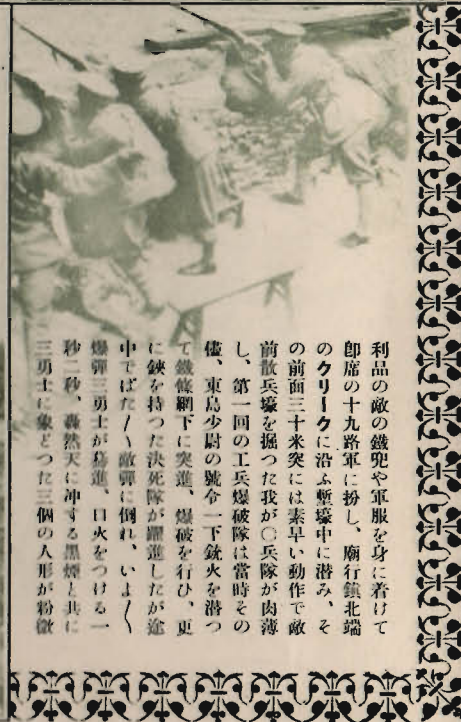 利品の敵の鐵兜や軍服を身に着けて
卽席の十九路軍に扮し、廟行鎭北端
のクリークに沿ふ塹壕中に潜み、そ
の前面三十米突には素早い動作で敵
前散兵壕を掘つた我が〇兵隊が肉薄
し、第一回の工兵爆破隊は當時その
儘、東島少尉の號令一下銃火を潜つ
て鐵條網下に突進、爆破を行ひ、更
に鋏を持つた決死隊が躍進したが途
中でばた〳〵敵彈に倒れ、いよ〳〵
爆彈三勇士が驀進、口火をつける一
秒二秒、轟然天に冲する黒煙と共に
三勇士に象どつた三個の人形が粉微